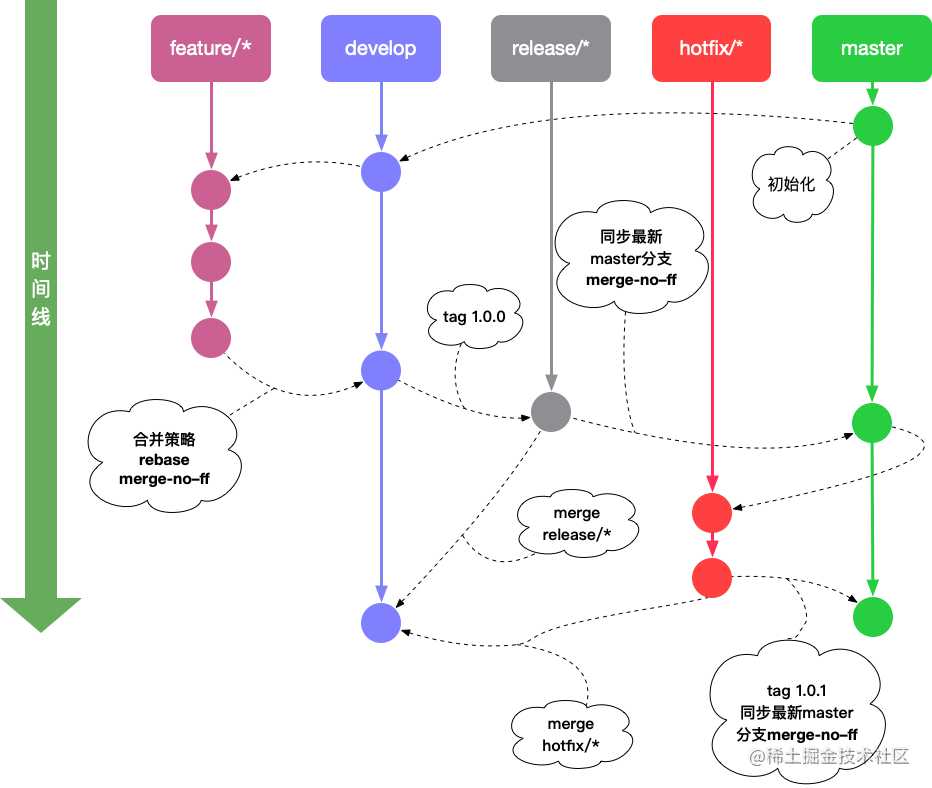 feature/*
develop
release/*
hotfix/*
master
初始化
同步最新
master分支
merge-no–ff
时
间
线
tag 1.0.0
合并策略
rebase
merge-no–ff
merge
release/*
tag 1.0.1
同步最新master
分支merge-no–ff
merge
hotfix/*
@稀土掘金技术社区